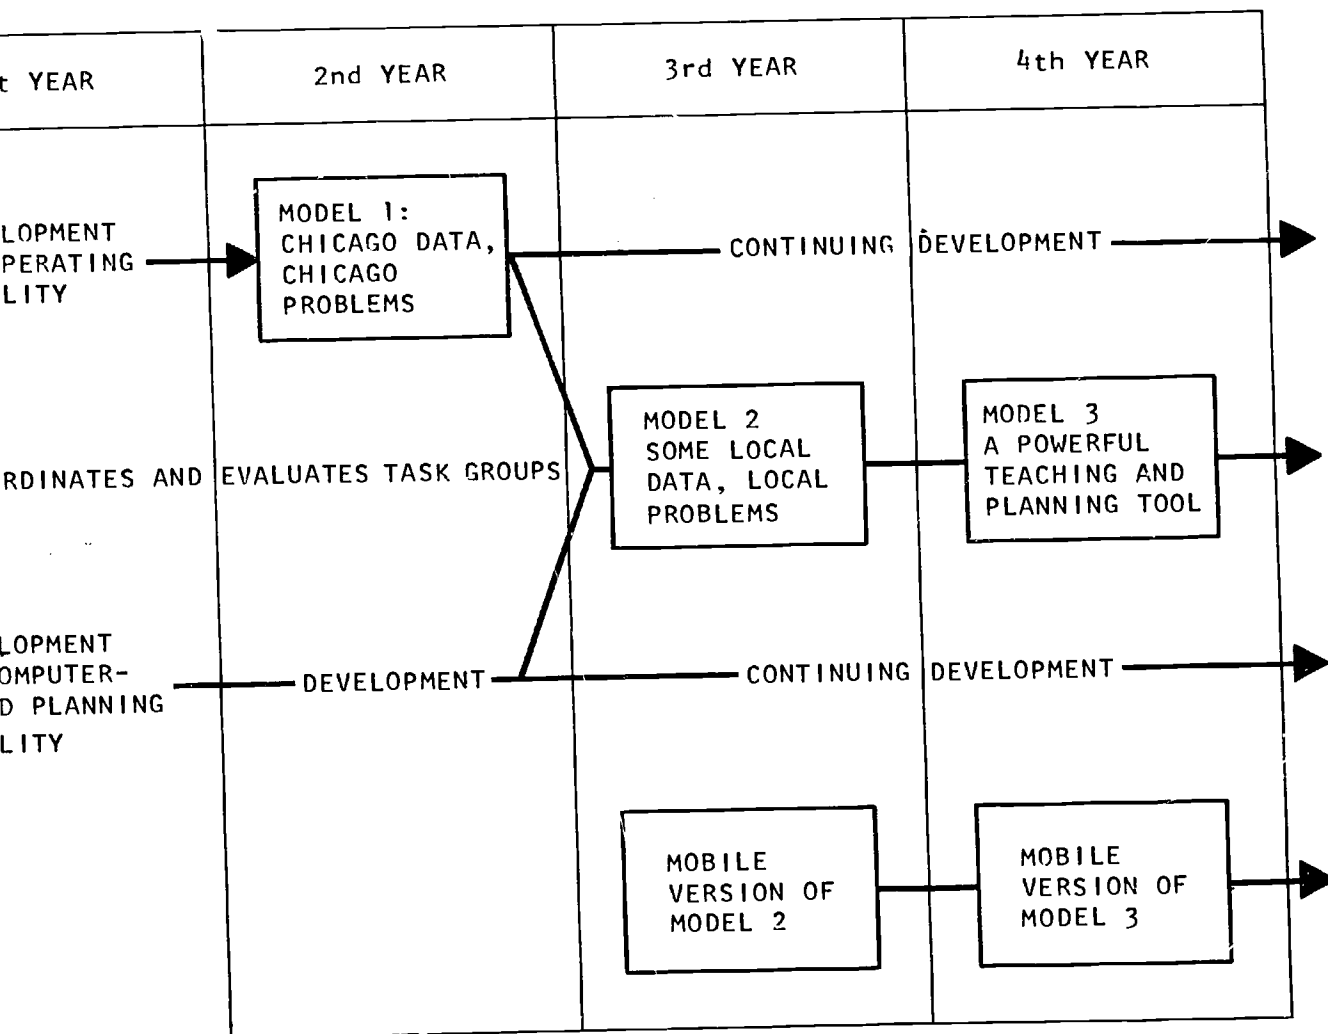 t YEAR
2nd YEAR
3rd YEAR
4th YEAR
LOPMENT
PERATING
LITY
MODEL 1:
CHICAGO DATA,
CHICAGO
PROBLEMS
CONTINUING DEVELOPMENT
RDINATES AND EVALUATES TASK GROUPS
MODEL 2
SOME LOCAL
DATA, LOCAL
PROBLEMS
MODEL 3
A POWERFUL
TEACHING AND
PLANNING TOOL
LOPMENT
OMPUTER-
D PLANNING
LITY
DEVELOPMENT
CONTINUING DEVELOPMENT
MOBILE
VERSION OF
MODEL 2
MOBILE
VERSION OF
MODEL 3